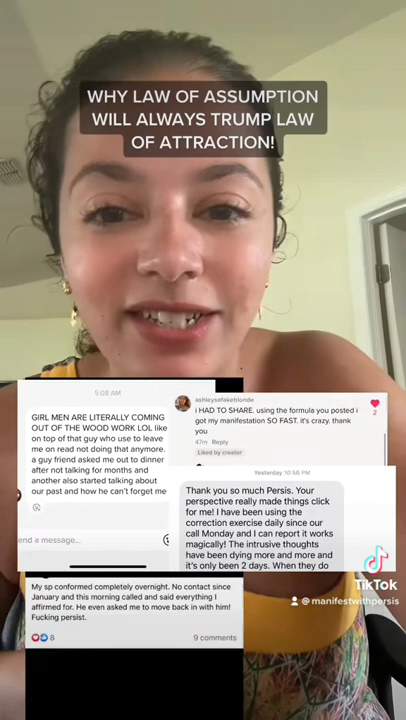 WHY LAW OF ASSUMPTION
WILL ALWAYS TRUMP LAW
OF ATTRACTION!
5:08 AM
GIRL MEN ARE LITERALLY COMING
OUT OF THE WOOD WORK LOL like
on top of that guy who use to leave
me on read not doing that anymore.
a guy friend asked me out to dinner
after not talking for months and
another also started talking about
our past and how he can't forget me
end a message...
ashleysafakeblonde
i HAD TO SHARE. using the formula you posted i
got my manifestation SO FAST. it's crazy. thank
you
2
47m Reply
Liked by creator
Yesterday 10:56 PM
Thank you so much Persis. Your
perspective really made things click
for me! I have been using the
correction exercise daily since our
call Monday and I can report it works
magically! The intrusive thoughts
have been dying more and more and
it's only been 2 days. When they do
TikTok
@manifestwithpersis
My sp conformed completely overnight. No contact since
January and this morning called and said everything I
affirmed for. He even asked me to move back in with him!
Fucking persist.
8
9 comments